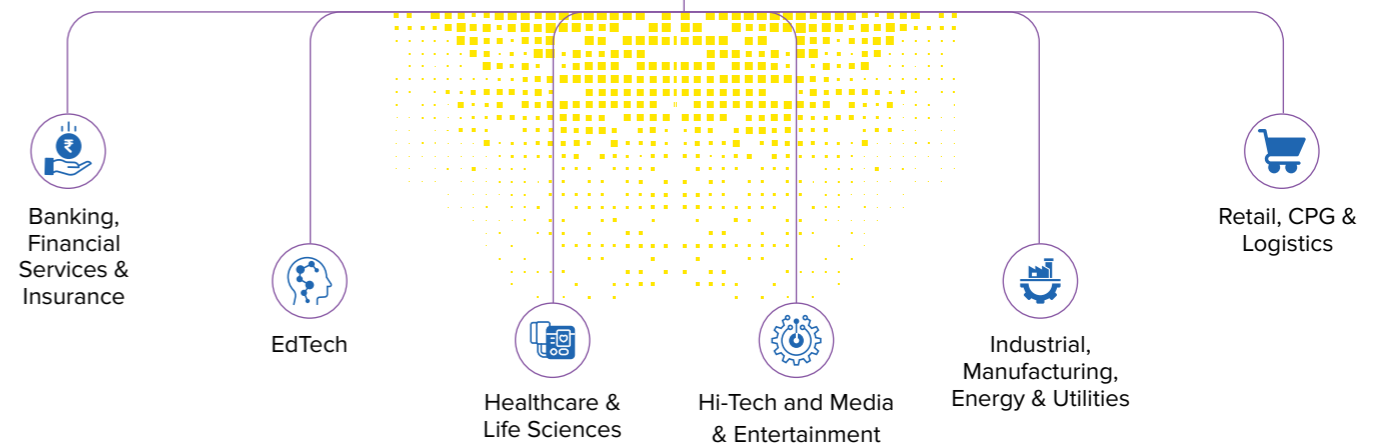 ₹
Banking,
Financial
Services &
Insurance
EdTech
Healthcare &
Life Sciences
Hi-Tech and Media
& Entertainment
Industrial,
Manufacturing,
Energy & Utilities
Retail, CPG &
Logistics